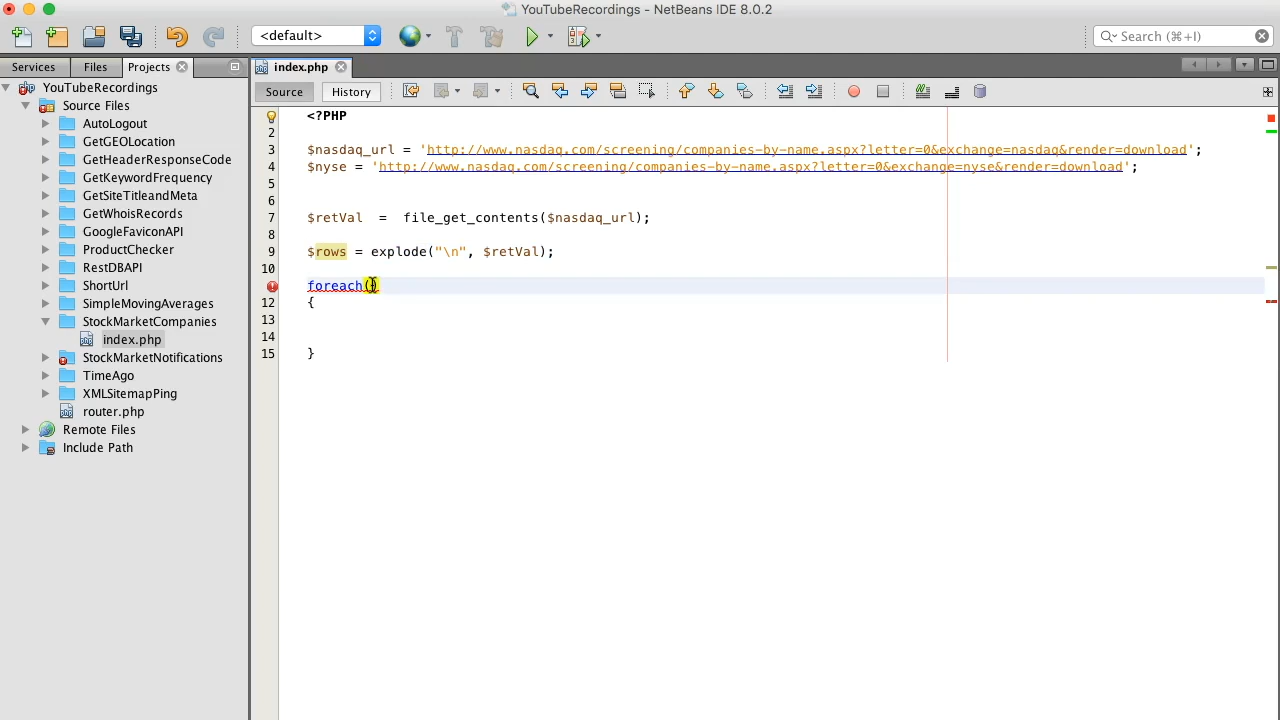 YouTubeRecordings - NetBeans IDE 8.0.2
<default>
Search (⌘+I)
Services
Files
Projects
index.php
YouTubeRecordings
Source Files
AutoLogout
GetGEOLocation
GetHeaderResponseCode
GetKeywordFrequency
GetSiteTitleandMeta
GetWhoisRecords
GoogleFaviconAPI
ProductChecker
RestDBAPI
ShortUrl
SimpleMovingAverages
StockMarketCompanies
index.php
StockMarketNotifications
TimeAgo
XMLSitemapPing
router.php
Remote Files
Include Path
Source
History
<?PHP
2
3 $nasdaq_url = 'http://www.nasdaq.com/screening/companies-by-name.aspx?letter=0&exchange=nasdaq&render=download';
4 $nyse = 'http://www.nasdaq.com/screening/companies-by-name.aspx?letter=0&exchange=nyse&render=download';
5
6
7 $retVal  =  file_get_contents($nasdaq_url);
8
9 $rows = explode("\n", $retVal);
10
foreach()
12 {
13
14
15 }